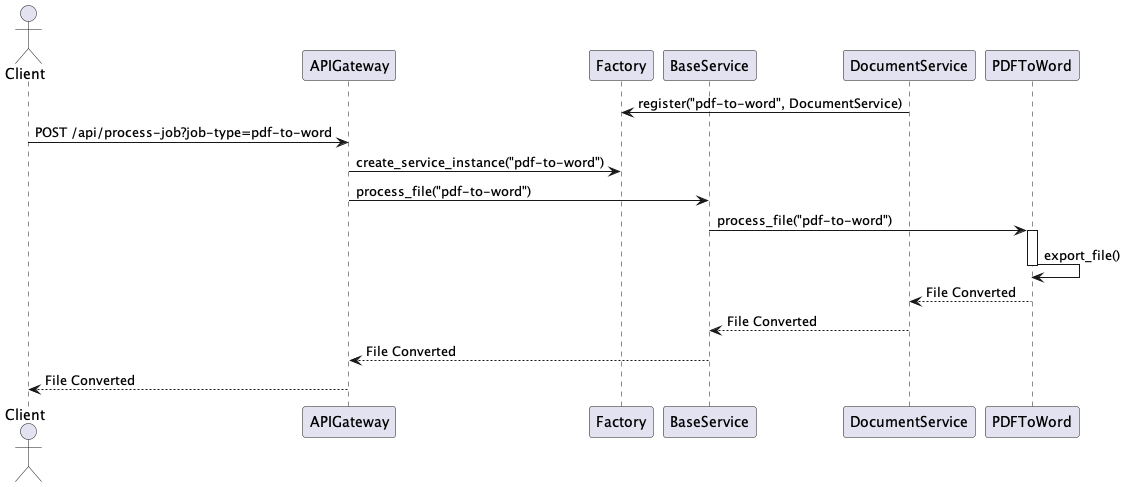 Client
APIGateway
Factory
BaseService
DocumentService
PDFToWord
register("pdf-to-word", DocumentService)
POST /api/process-job?job-type=pdf-to-word
create_service_instance("pdf-to-word")
process_file("pdf-to-word")
process_file("pdf-to-word")
export_file()
File Converted
File Converted
File Converted
File Converted
Client
APIGateway
Factory
BaseService
DocumentService
PDFToWord